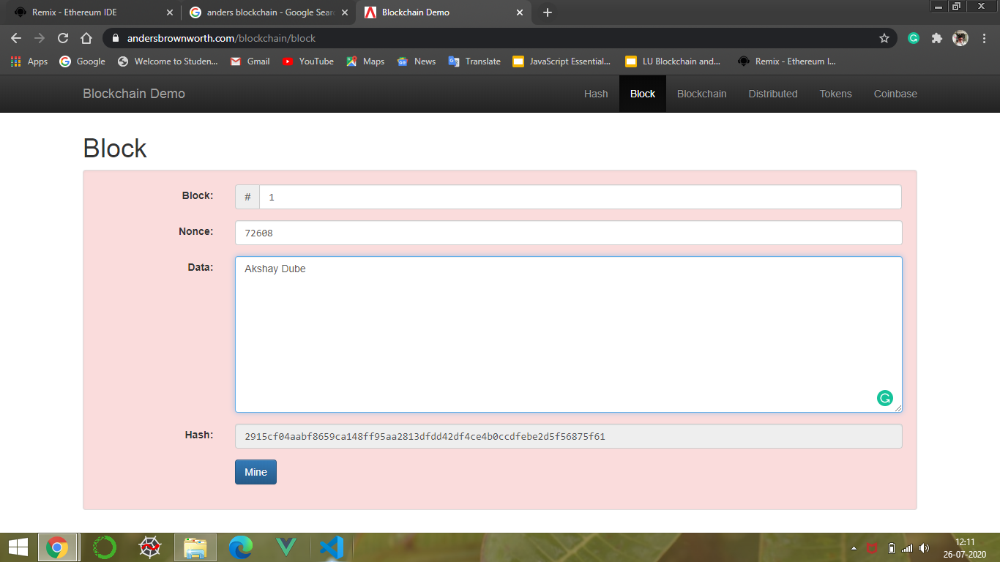 Remix - Ethereum IDE
anders blockchain - Google Sear
Blockchain Demo
andersbrownworth.com/blockchain/block
Apps Google Welcome to Studen... Gmail YouTube Maps News Translate JavaScript Essential... LU Blockchain and... Remix - Ethereum I...
Blockchain Demo Hash Block Blockchain Distributed Tokens Coinbase
Block
Block: # 1
Nonce: 72608
Data: Akshay Dube
Hash: 2915cf04aabf8659ca148ff95aa2813dfdd42df4ce4b0ccdfebe2d5f56875f61
Mine
12:11
26-07-2020